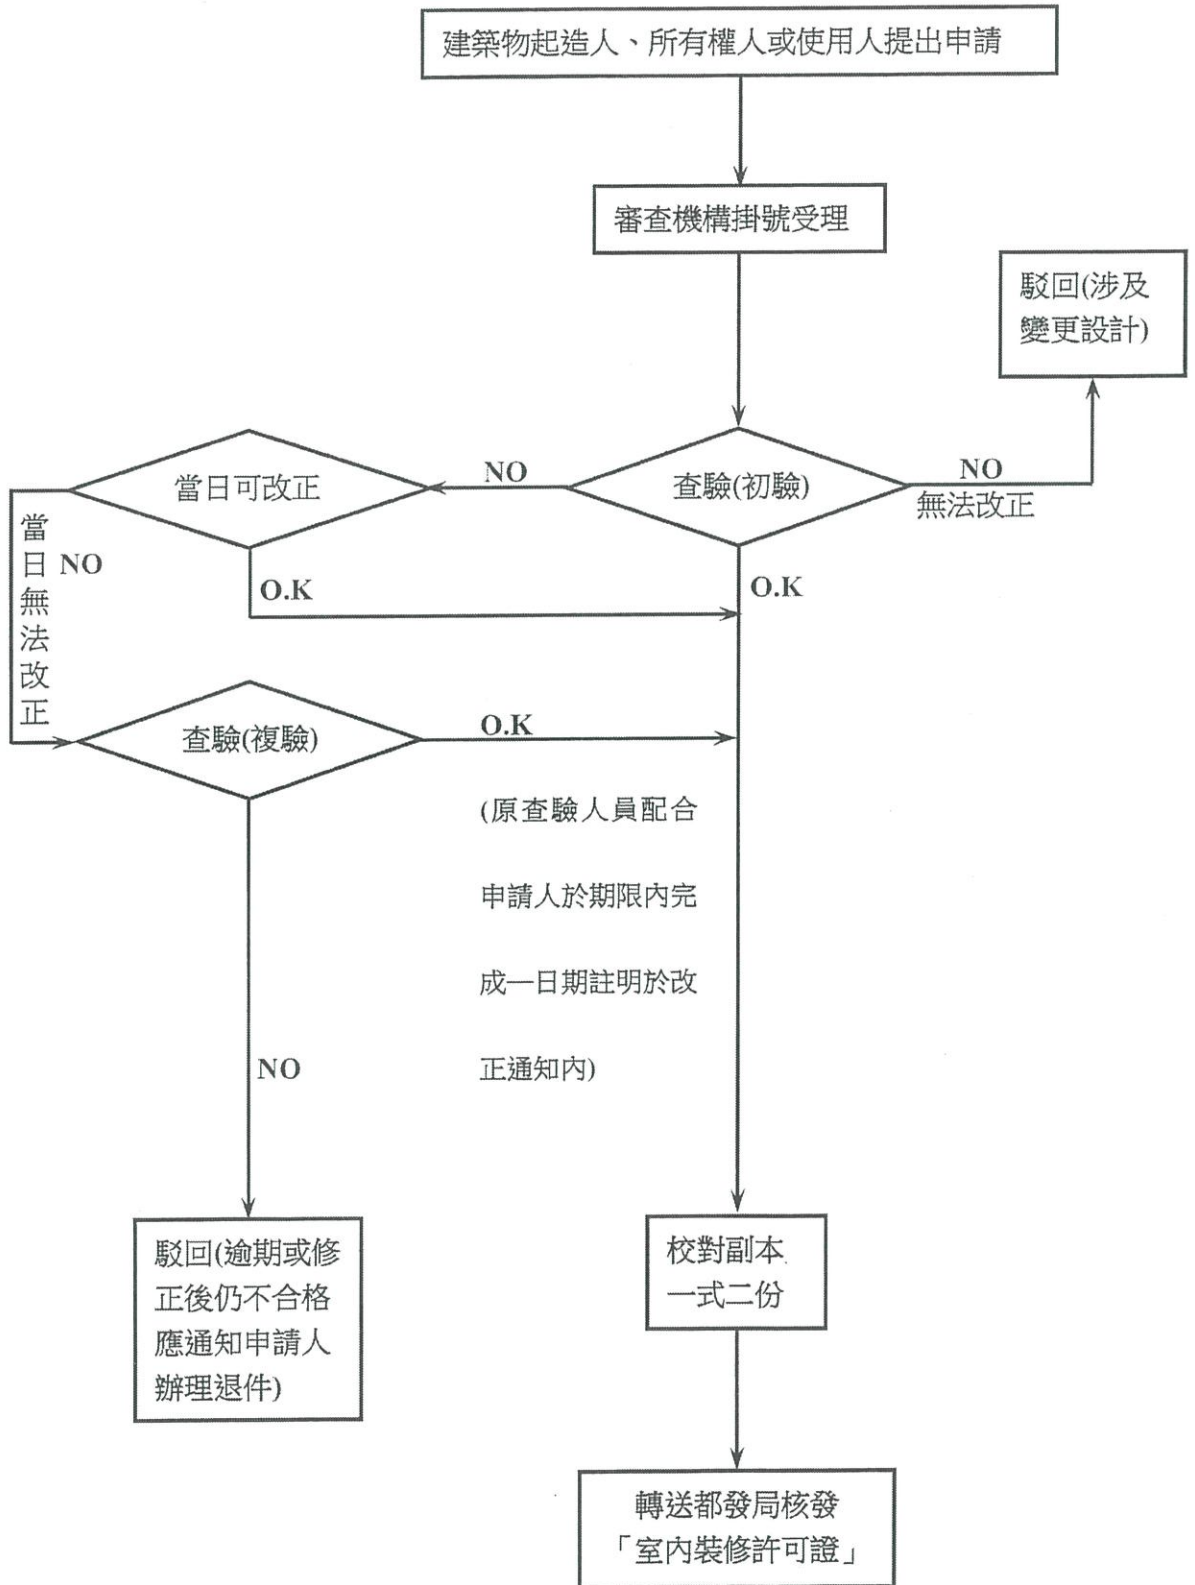 建築物起造人、所有權人或使用人提出申請
審查機構掛號受理
駁回(涉及
變更設計)
查驗(初驗)
NO
無法改正
NO
當日可改正
O.K
O.K
當日無法改正
NO
查驗(複驗)
O.K
(原查驗人員配合
申請人於期限內完
成一日期註明於改
正通知內)
NO
駁回(逾期或修
正後仍不合格
應通知申請人
辦理退件)
校對副本
一式二份
轉送都發局核發
「室內裝修許可證」